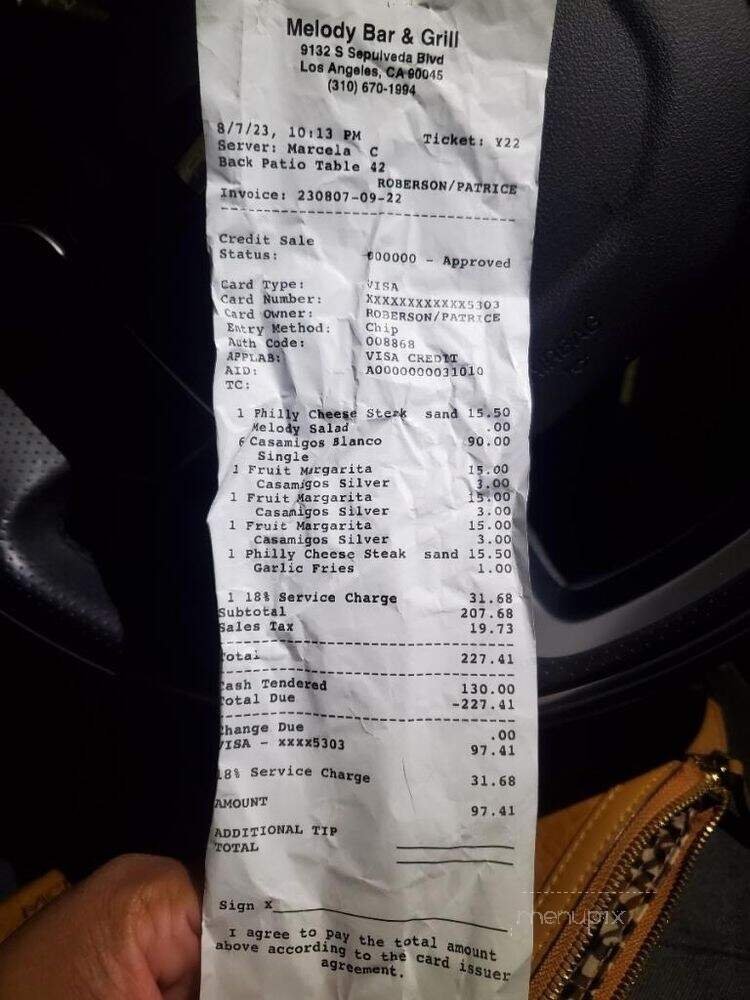 Melody Bar & Grill
9132 S Sepulveda Blvd
Los Angeles, CA 90045
(310) 670-1994
8/7/23, 10:13 PM Ticket: Y22
Server: Marcela C
Back Patio Table 42
ROBERSON/PATRICE
Invoice: 230807-09-22
Credit Sale
Status: 000000 - Approved
Card Type: VISA
Card Number: XXXXXXXXXXXX5303
Card Owner: ROBERSON/PATRICE
Entry Method: Chip
Auth Code: 008868
APPLAB: VISA CREDIT
AID: A0000000031010
TC:
1 Philly Cheese Steak sand 15.50
Melody Salad .00
6 Casamigos Blanco 90.00
Single
1 Fruit Margarita 15.00
Casamigos Silver 3.00
1 Fruit Margarita 15.00
Casamigos Silver 3.00
1 Fruit Margarita 15.00
Casamigos Silver 3.00
1 Philly Cheese Steak sand 15.50
Garlic Fries 1.00
1 18% Service Charge 31.68
Subtotal 207.68
Sales Tax 19.73
Total 227.41
Cash Tendered 130.00
Total Due -227.41
Change Due .00
VISA - xxxx5303 97.41
18% Service Charge 31.68
AMOUNT 97.41
ADDITIONAL TIP
TOTAL
Sign X
I agree to pay the total amount
above according to the card issuer
agreement.
menupix